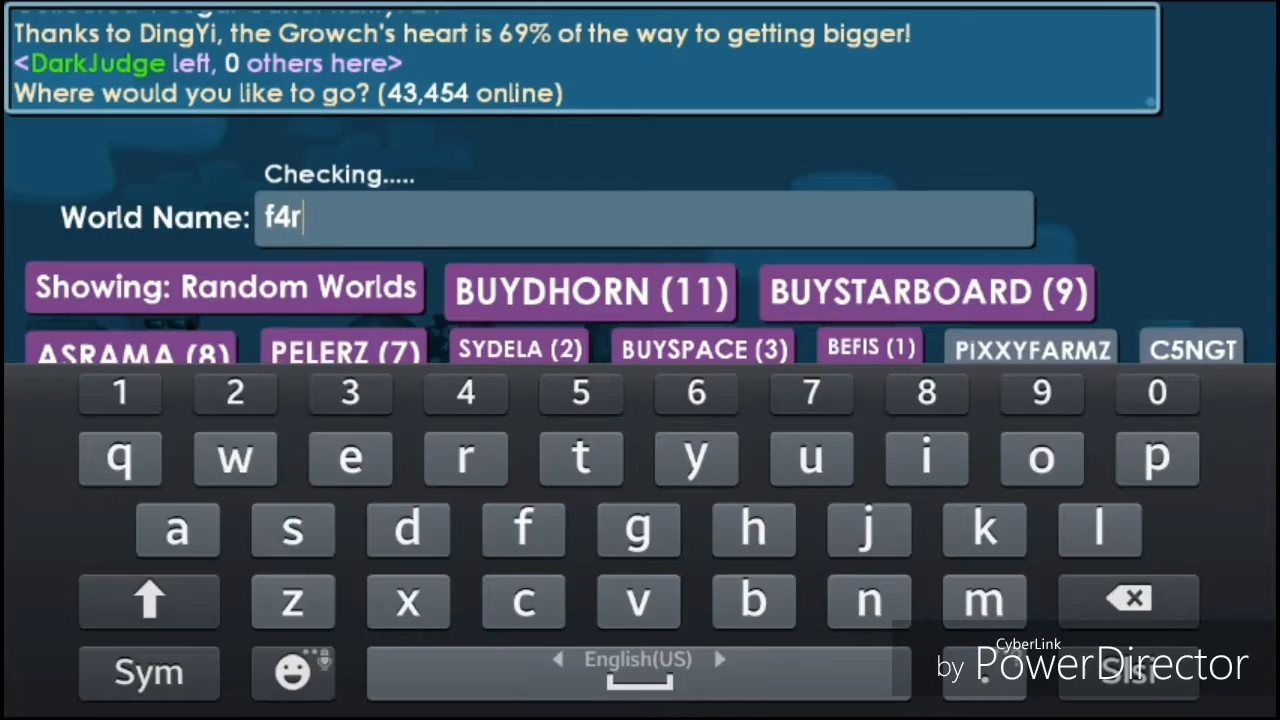 Thanks to DingYi, the Growch's heart is 69% of the way to getting bigger!
<DarkJudge left, 0 others here>
Where would you like to go? (43,454 online)
Checking.....
World Name: f4r
Showing: Random Worlds BUYDHORN (11) BUYSTARBOARD (9)
ASRAMA (8) PELERZ (7) SYDELA (2) BUYSPACE (3) BEFIS (1) PiXXYFARMZ C5NGT
1 2 3 4 5 6 7 8 9 0
q w e r t y u i o p
a s d f g h j k l
z x c v b n m
Sym English(US) .
CyberLink
by PowerDirector